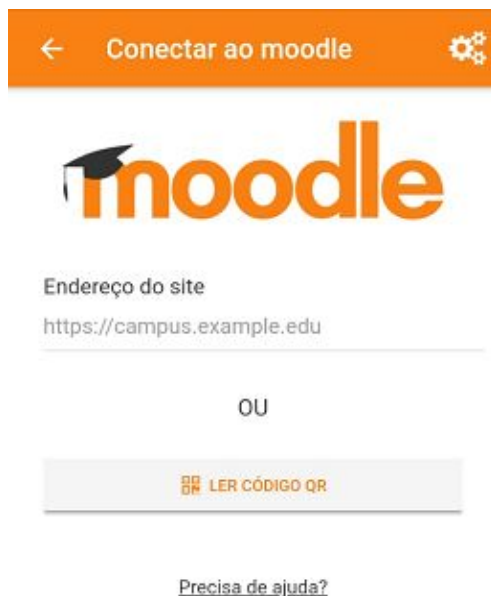 Conectar ao moodle
moodle
Endereço do site
https://campus.example.edu
OU
LER CÓDIGO QR
Precisa de ajuda?